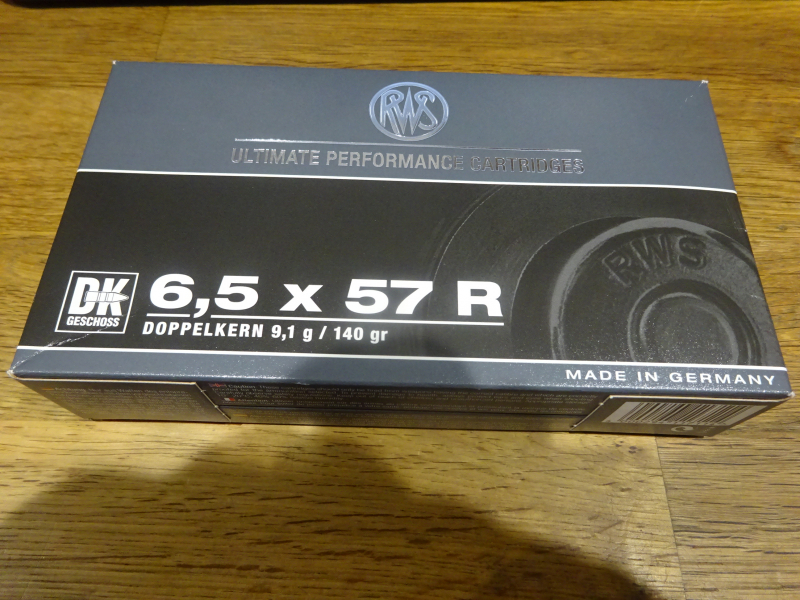 RWS
ULTIMATE PERFORMANCE CARTRIDGES
RWS
DK
GESCHOSS
6,5 x 57 R
DOPPELKERN 9,1 g / 140 gr
MADE IN GERMANY